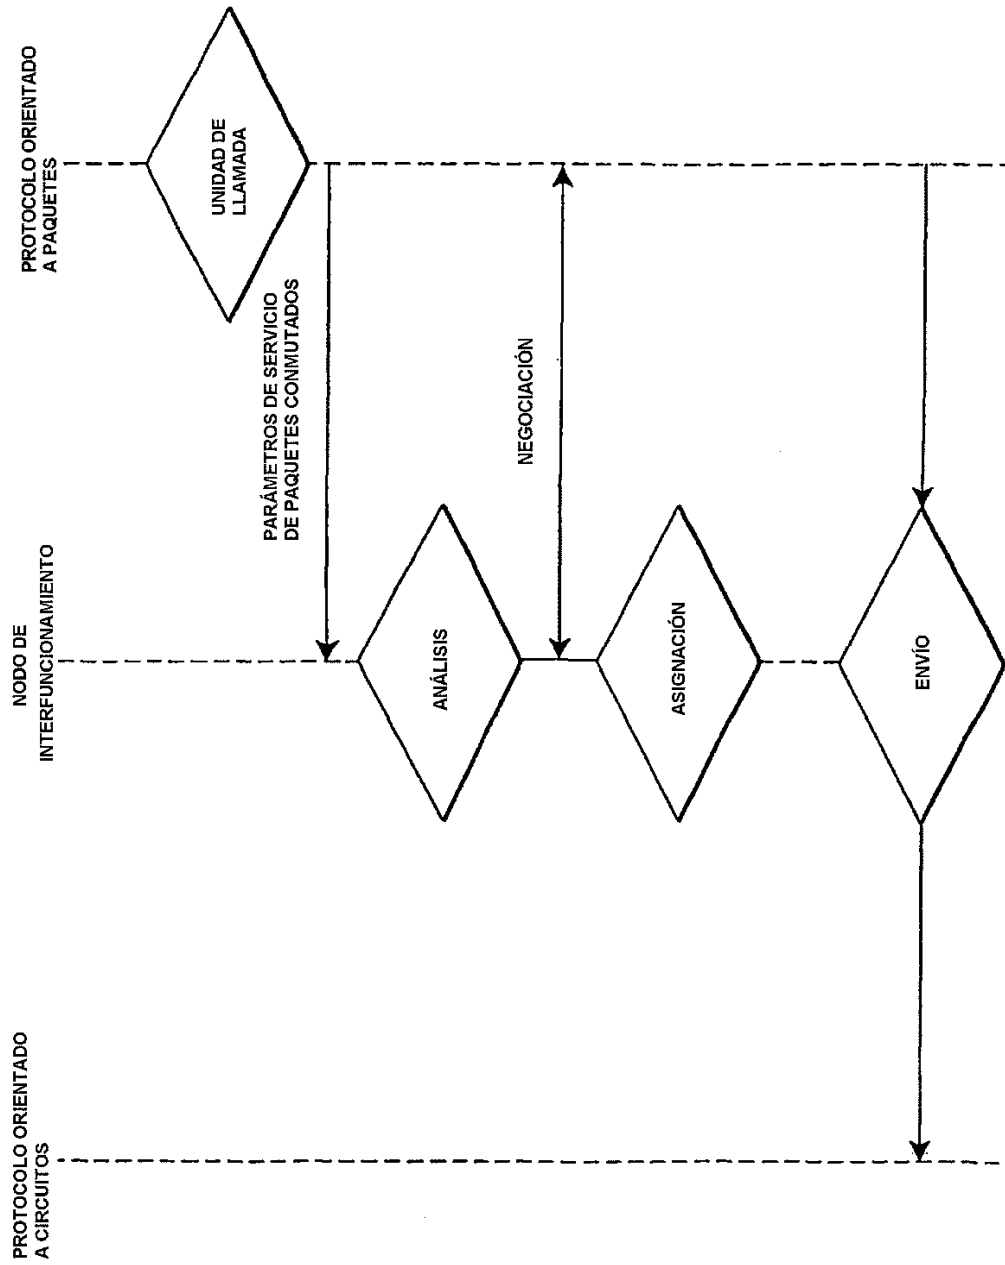 PROTOCOLO ORIENTADO
A CIRCUITOS
NODO DE
INTERFUNCIONAMIENTO
PROTOCOLO ORIENTADO
A PAQUETES
UNIDAD DE
LLAMADA
PARÁMETROS DE SERVICIO
DE PAQUETES CONMUTADOS
ANÁLISIS
NEGOCIACIÓN
ASIGNACIÓN
ENVÍO